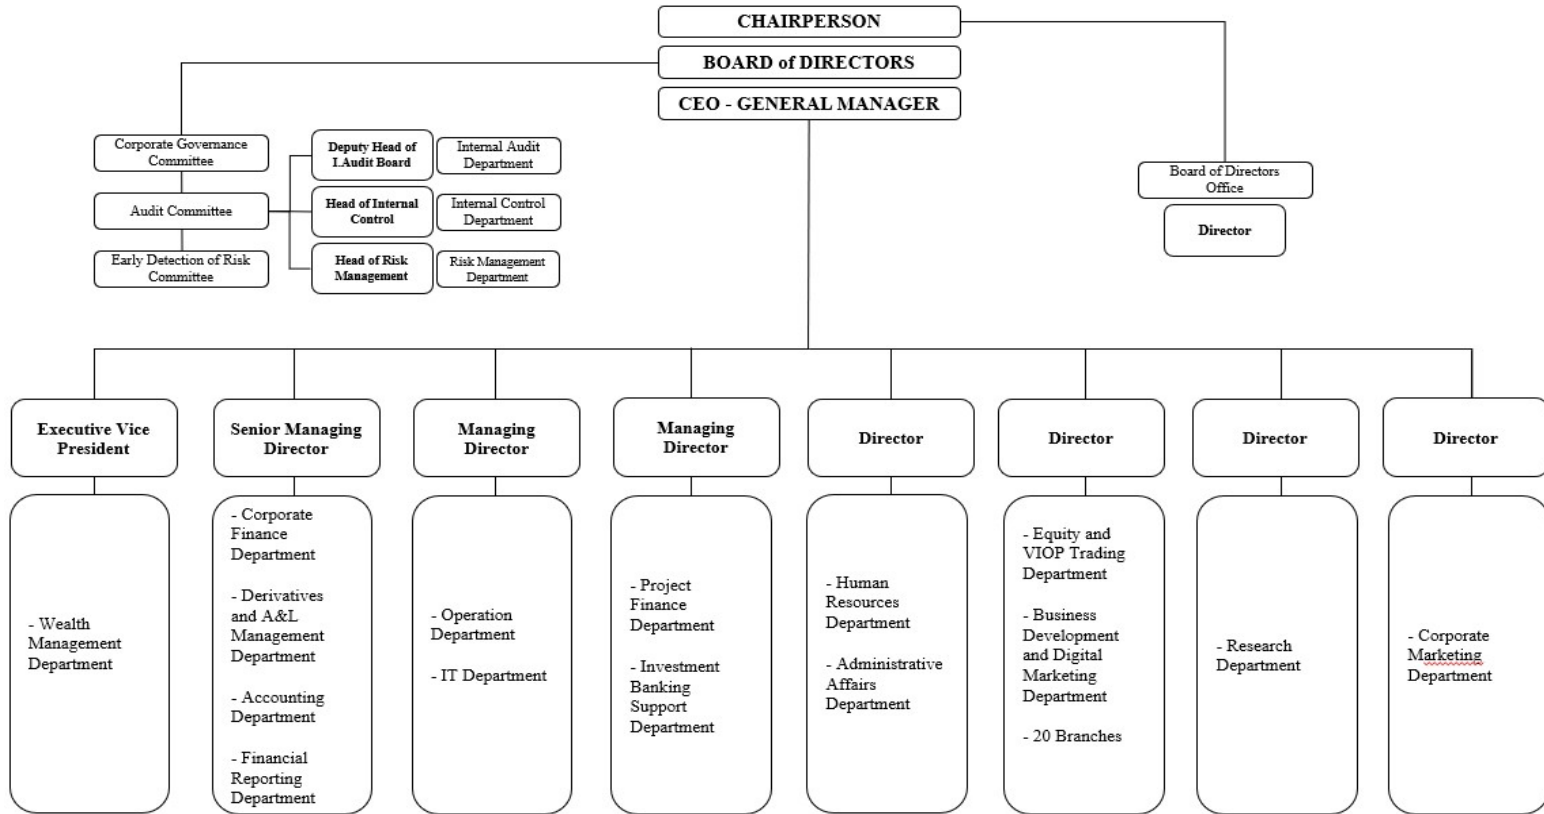 CHAIRPERSON
BOARD of DIRECTORS
CEO - GENERAL MANAGER
Corporate Governance
Committee
Audit Committee
Early Detection of Risk
Committee
Deputy Head of
I.Audit Board
Internal Audit
Department
Head of Internal
Control
Internal Control
Department
Head of Risk
Management
Risk Management
Department
Board of Directors
Office
Director
Executive Vice
President
- Wealth
Management
Department
Senior Managing
Director
- Corporate
Finance
Department
- Derivatives
and A&L
Management
Department
- Accounting
Department
- Financial
Reporting
Department
Managing
Director
- Operation
Department
- IT Department
Managing
Director
- Project
Finance
Department
- Investment
Banking
Support
Department
Director
- Human
Resources
Department
- Administrative
Affairs
Department
Director
- Equity and
VIOP Trading
Department
- Business
Development
and Digital
Marketing
Department
- 20 Branches
Director
- Research
Department
Director
- Corporate
Marketing
Department